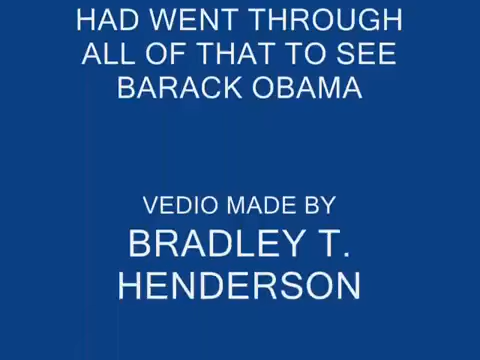 HAD WENT THROUGH
ALL OF THAT TO SEE
BARACK OBAMA
VEDIO MADE BY
BRADLEY T.
HENDERSON